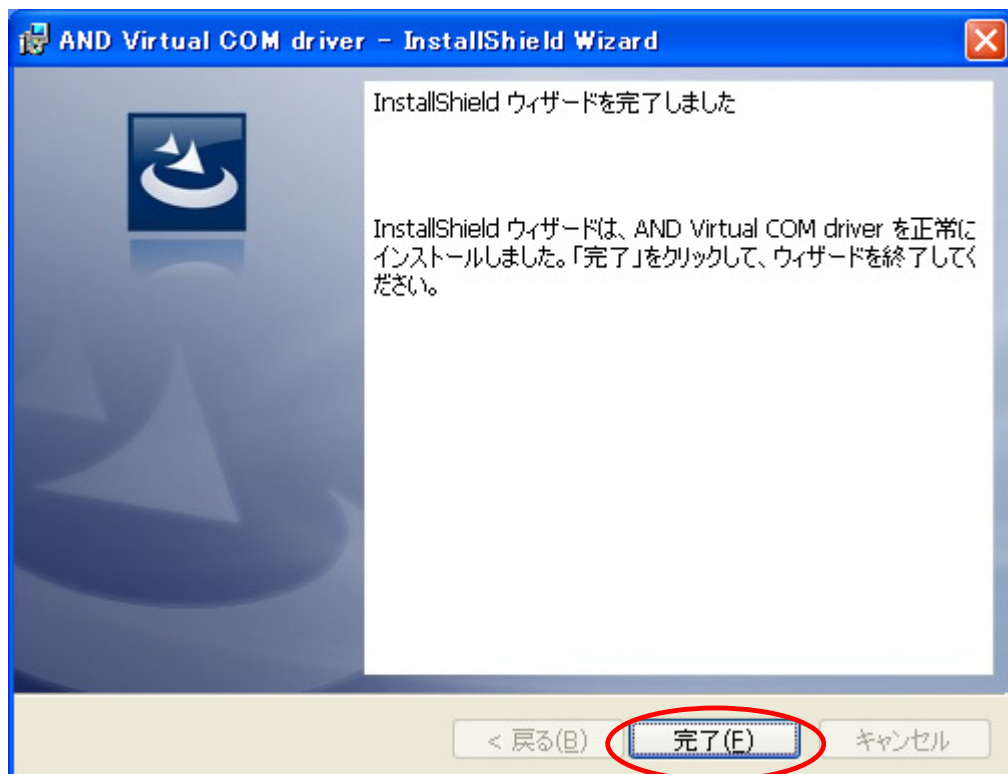 AND Virtual COM driver - InstallShield Wizard
InstallShield ウィザードを完了しました
InstallShield ウィザードは、AND Virtual COM driver を正常に
インストールしました。「完了」をクリックして、ウィザードを終了してく
ださい。
< 戻る(B) 完了(F) キャンセル